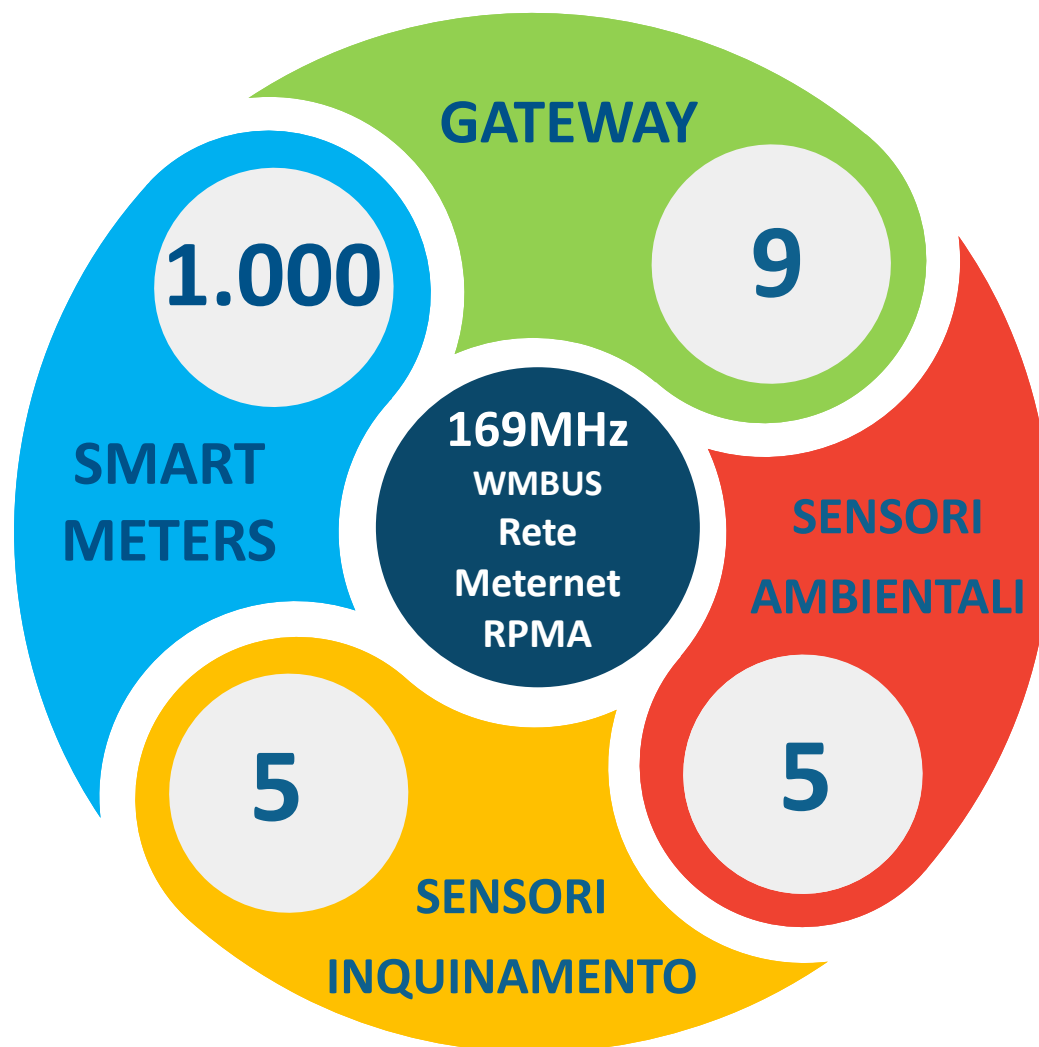 GATEWAY
9
1.000
SMART
METERS
169MHz
WMBUS
Rete
Meternet
RPMA
SENSORI
AMBIENTALI
5
5
SENSORI
INQUINAMENTO